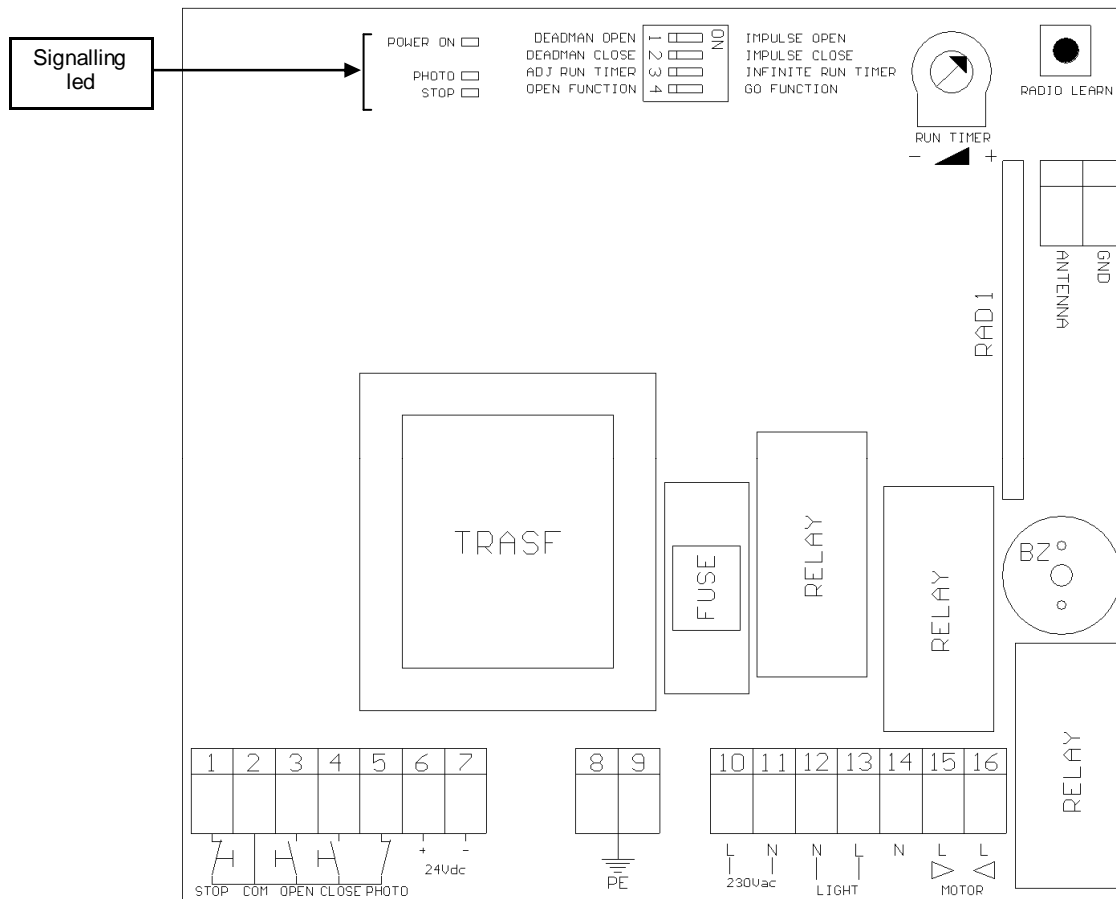 Signalling
led
POWER ON
PHOTO
STOP
DEADMAN OPEN 1 ON IMPULSE OPEN
DEADMAN CLOSE 2 IMPULSE CLOSE
ADJ RUN TIMER 3 INFINITE RUN TIMER
OPEN FUNCTION 4 GO FUNCTION
RUN TIMER
- +
RADIO LEARN
ANTENNA
GND
RAD1
TRASF
FUSE
RELAY
RELAY
BZ
RELAY
1 2 3 4 5 6 7
STOP COM OPEN CLOSE PHOTO
+ -
24Vdc
8 9
PE
10 11 12 13 14 15 16
L N N L N L L
230Vac LIGHT MOTOR